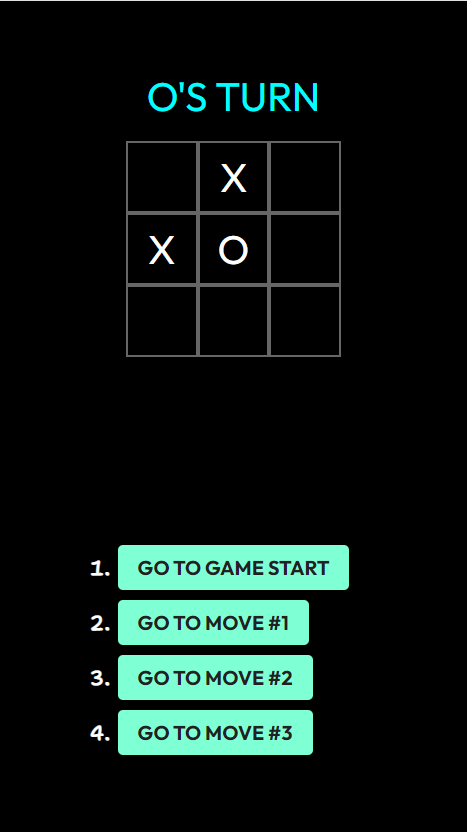 O'S TURN
X
X O
1. GO TO GAME START
2. GO TO MOVE #1
3. GO TO MOVE #2
4. GO TO MOVE #3